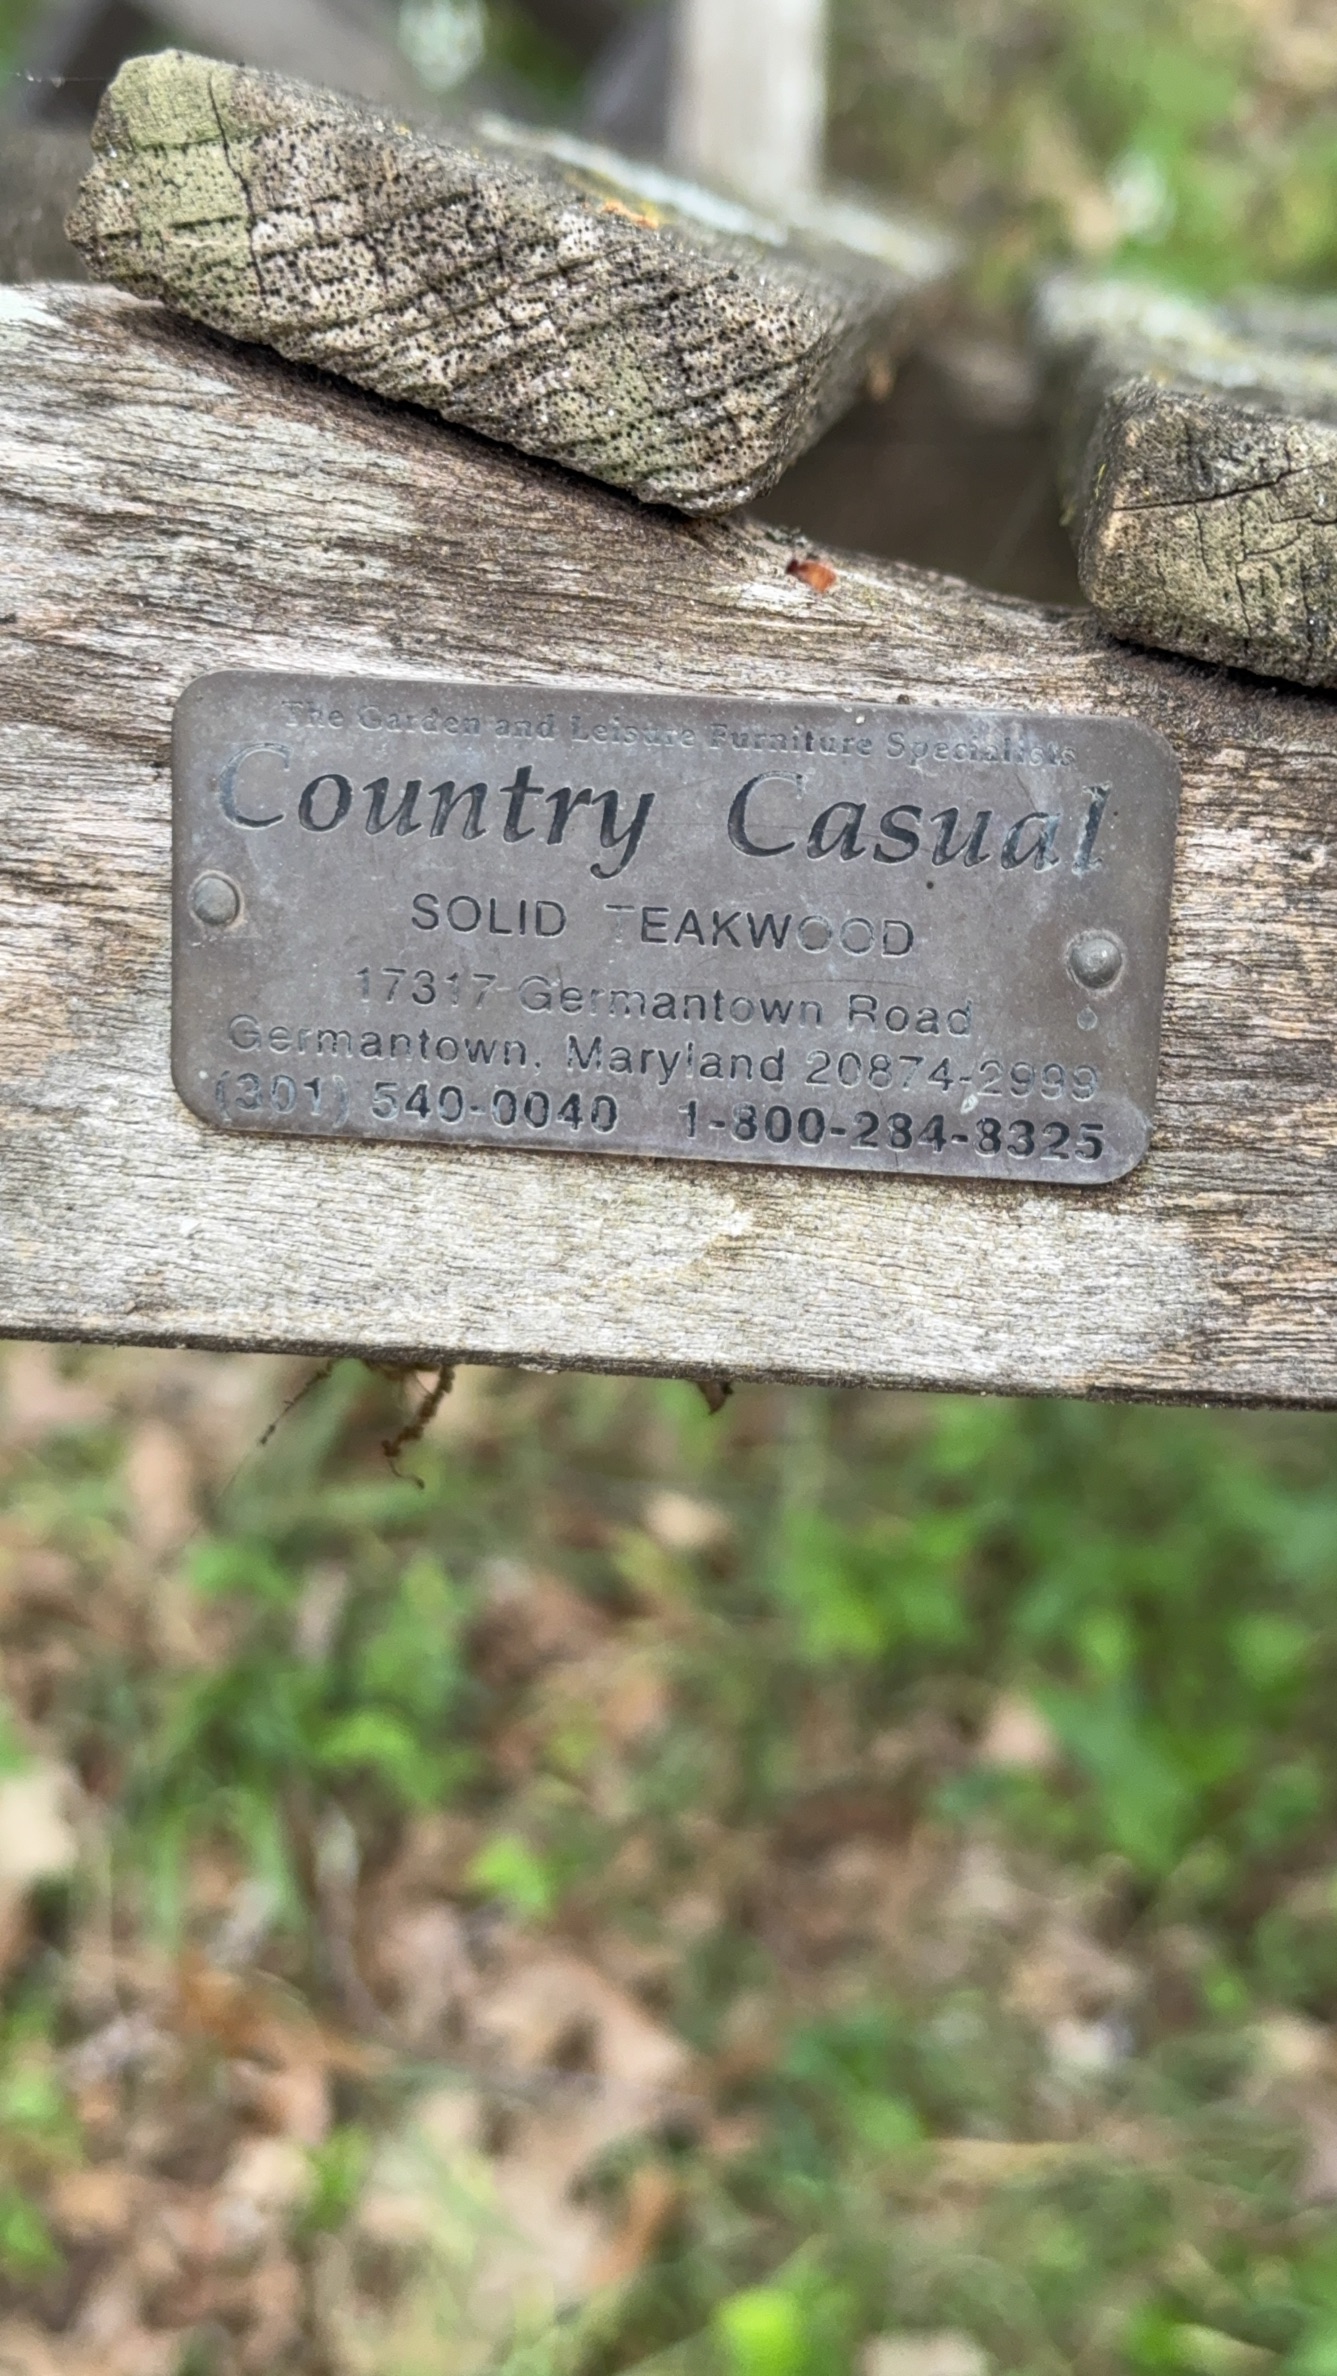 The Garden and Leisure Furniture Specialists
Country Casual
SOLID TEAKWOOD
17317 Germantown Road
Germantown, Maryland 20874-2999
(301) 540-0040 1-800-284-8325